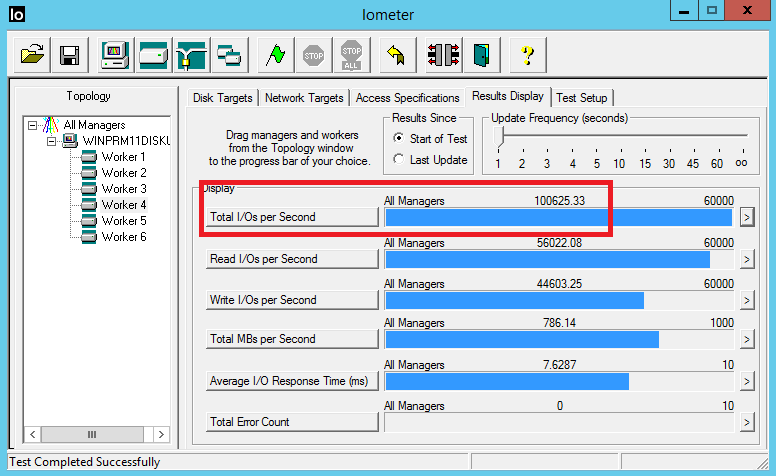 Io
Iometer
STOP
STOP ALL
?
Topology
All Managers
WINPRM11DISKU
Worker 1
Worker 2
Worker 3
Worker 4
Worker 5
Worker 6
Disk Targets Network Targets Access Specifications Results Display Test Setup
Drag managers and workers
from the Topology window
to the progress bar of your choice.
Results Since
Start of Test
Last Update
Update Frequency (seconds)
1 2 3 4 5 10 15 30 45 60 oo
Display
All Managers 100625.33 60000
Total I/Os per Second >
All Managers 56022.08 60000
Read I/Os per Second >
All Managers 44603.25 60000
Write I/Os per Second >
All Managers 786.14 1000
Total MBs per Second >
All Managers 7.6287 10
Average I/O Response Time (ms) >
All Managers 0 10
Total Error Count >
Test Completed Successfully